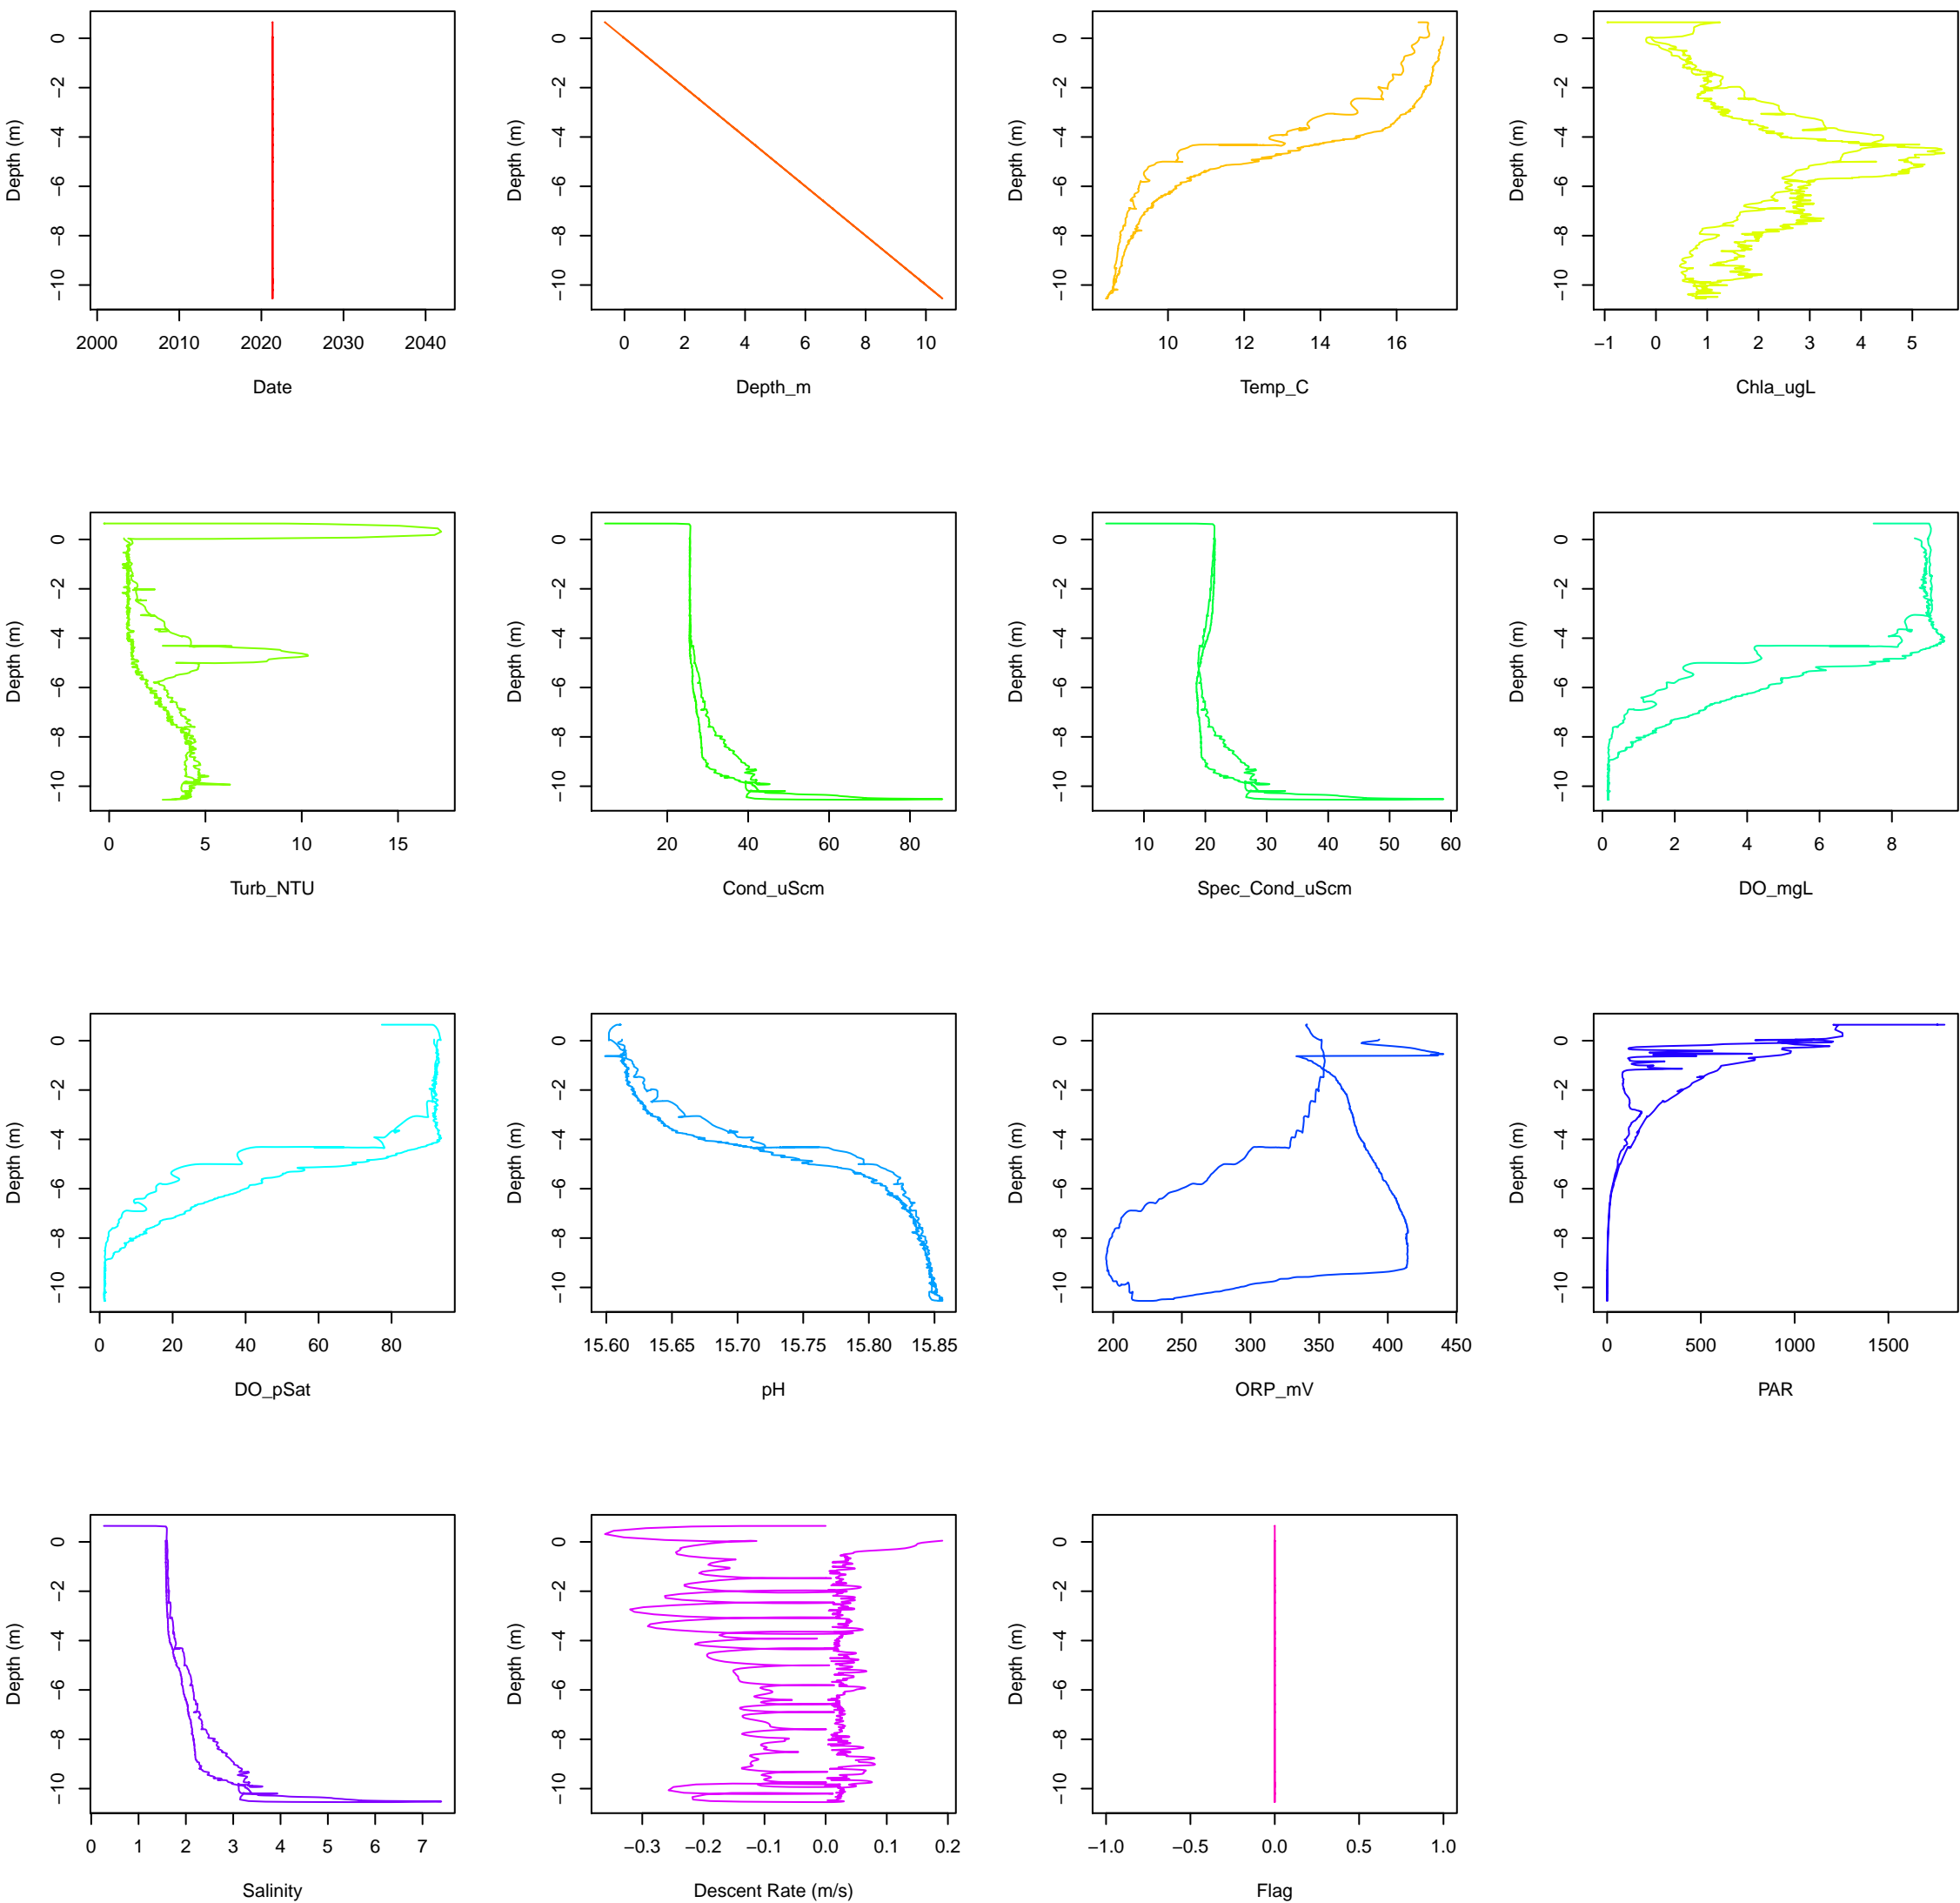 Depth (m)
0
−2
−4
−6
−8
−10
2000 2010 2020 2030 2040
Date
Depth (m)
0
−2
−4
−6
−8
−10
0 2 4 6 8 10
Depth_m
Depth (m)
0
−2
−4
−6
−8
−10
10 12 14 16
Temp_C
Depth (m)
0
−2
−4
−6
−8
−10
−1 0 1 2 3 4 5
Chla_ugL
Depth (m)
0
−2
−4
−6
−8
−10
0 5 10 15
Turb_NTU
Depth (m)
0
−2
−4
−6
−8
−10
20 40 60 80
Cond_uScm
Depth (m)
0
−2
−4
−6
−8
−10
10 20 30 40 50 60
Spec_Cond_uScm
Depth (m)
0
−2
−4
−6
−8
−10
0 2 4 6 8
DO_mgL
Depth (m)
0
−2
−4
−6
−8
−10
0 20 40 60 80
DO_pSat
Depth (m)
0
−2
−4
−6
−8
−10
15.60 15.65 15.70 15.75 15.80 15.85
pH
Depth (m)
0
−2
−4
−6
−8
−10
200 250 300 350 400 450
ORP_mV
Depth (m)
0
−2
−4
−6
−8
−10
0 500 1000 1500
PAR
Depth (m)
0
−2
−4
−6
−8
−10
0 1 2 3 4 5 6 7
Salinity
Depth (m)
0
−2
−4
−6
−8
−10
−0.3 −0.2 −0.1 0.0 0.1 0.2
Descent Rate (m/s)
Depth (m)
0
−2
−4
−6
−8
−10
−1.0 −0.5 0.0 0.5 1.0
Flag